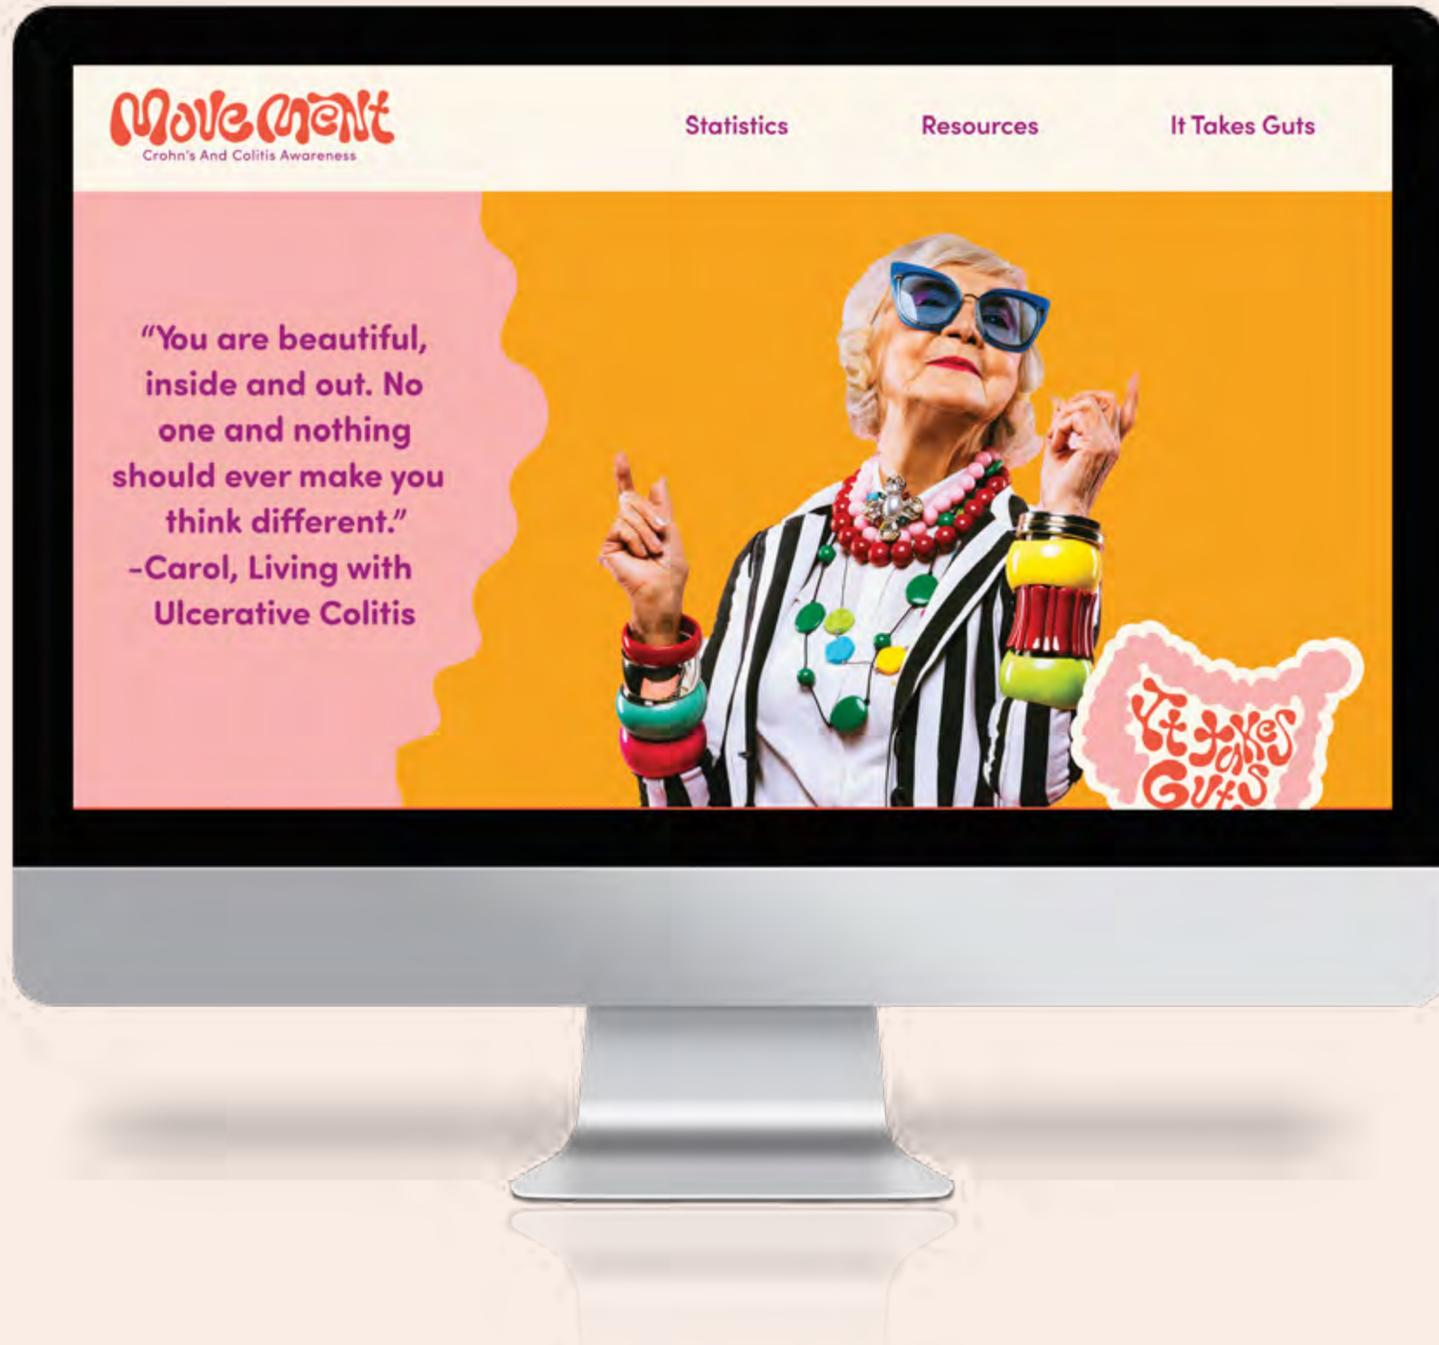 Movement
Crohn's And Colitis Awareness
Statistics
Resources
It Takes Guts
“You are beautiful,
inside and out. No
one and nothing
should ever make you
think different.”
-Carol, Living with
Ulcerative Colitis
It takes
Guts